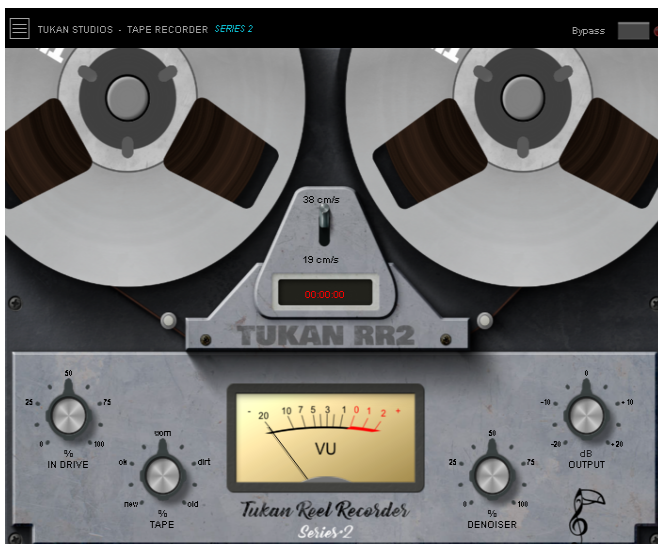 TUKAN STUDIOS - TAPE RECORDER SERIES 2
Bypass
38 cm/s
19 cm/s
00:00:00
TUKAN RR2
50
25 75
0 100
%
IN DRIVE
ok dirt
new old
%
TAPE
- 20 10 7 5 3 1 0 1 2 +
VU
Tukan Reel Recorder
Series-2
50
25 75
0 100
%
DENOISER
0
-10 +10
-20 +20
dB
OUTPUT